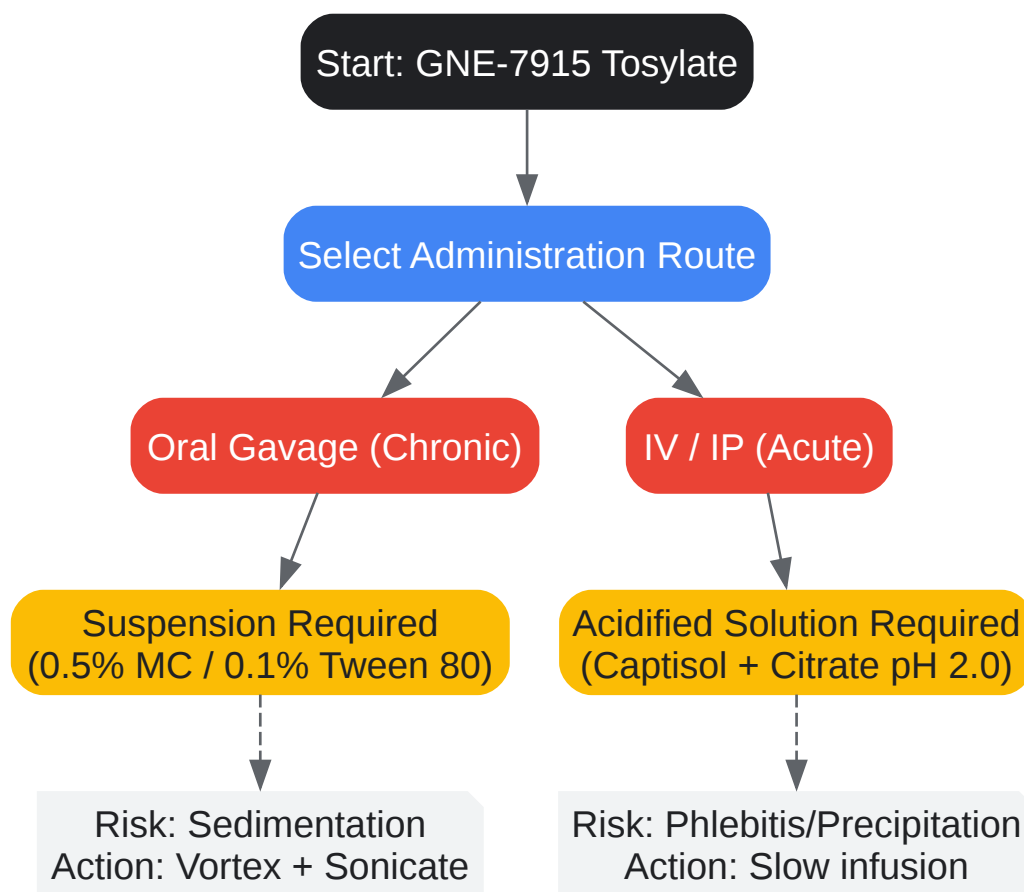 Start: GNE-7915 Tosylate
Select Administration Route
Oral Gavage (Chronic)
IV / IP (Acute)
Suspension Required
(0.5% MC / 0.1% Tween 80)
Acidified Solution Required
(Captisol + Citrate pH 2.0)
Risk: Sedimentation
Action: Vortex + Sonicate
Risk: Phlebitis/Precipitation
Action: Slow infusion